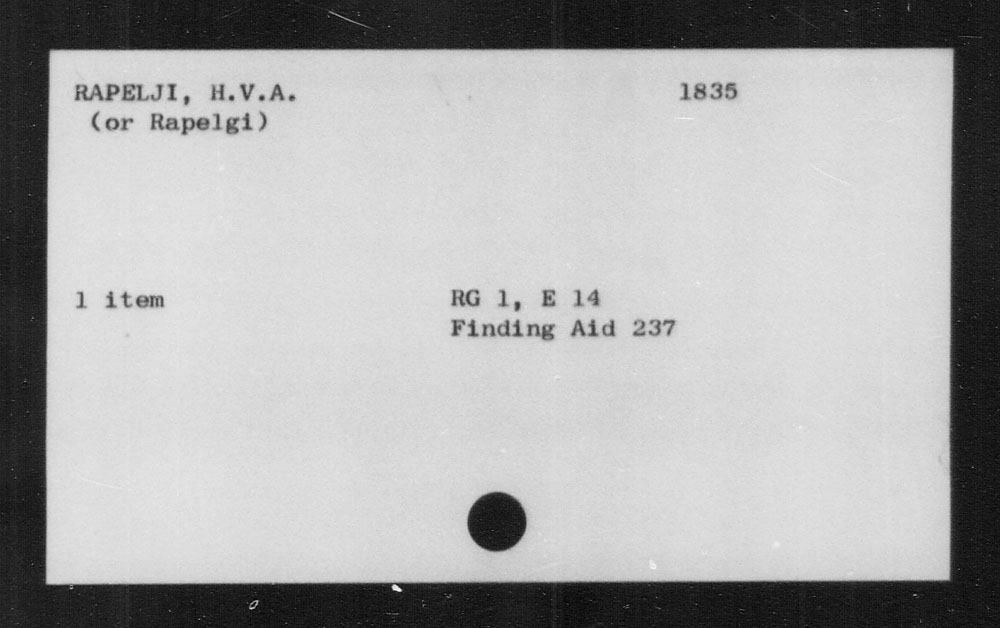 RAPELJI, H.V.A. 1835
(or Rapelgi)
1 item RG 1, E 14
Finding Aid 237